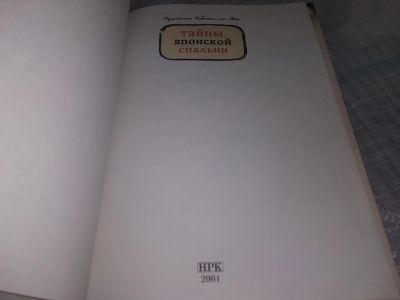 тайны
японской
спальни
НРК
2001